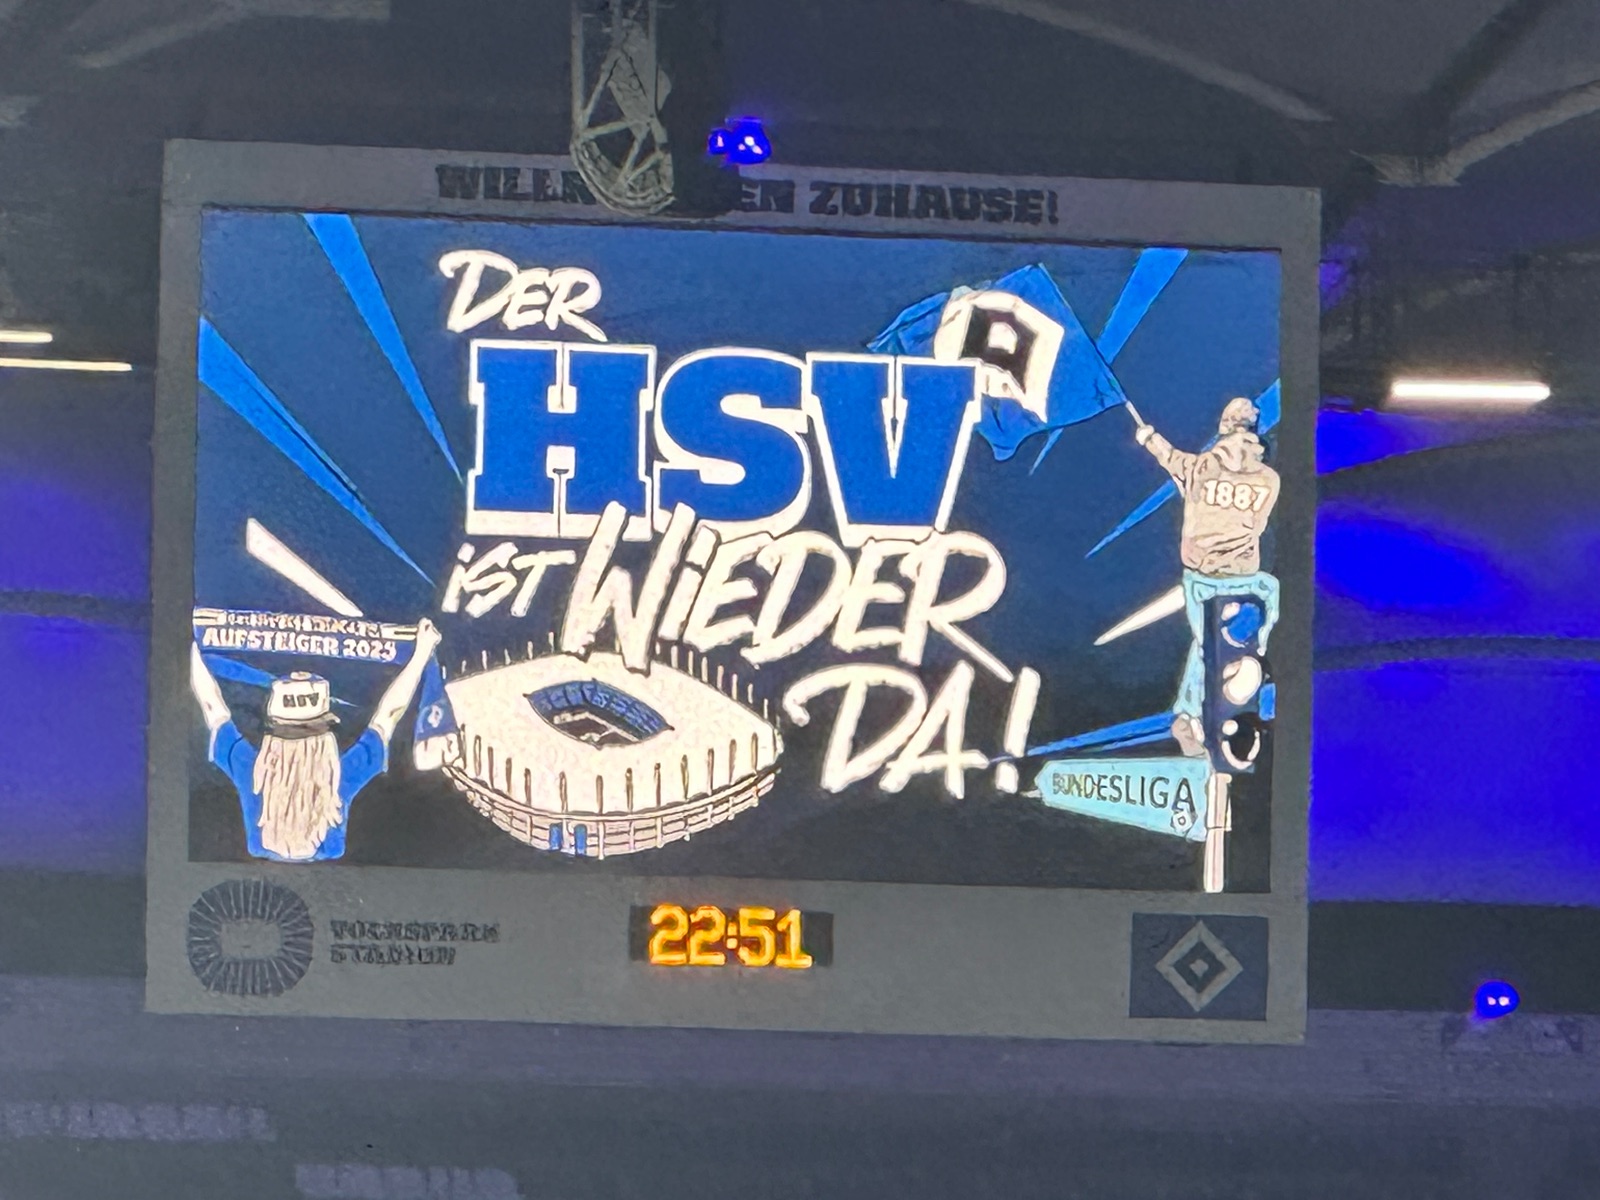 ZUHAUSE!
DER
HSV
iST WiEDER
DA!
1887
AUFSTEIGER 2025
HSV
BUNDESLIGA
22:51